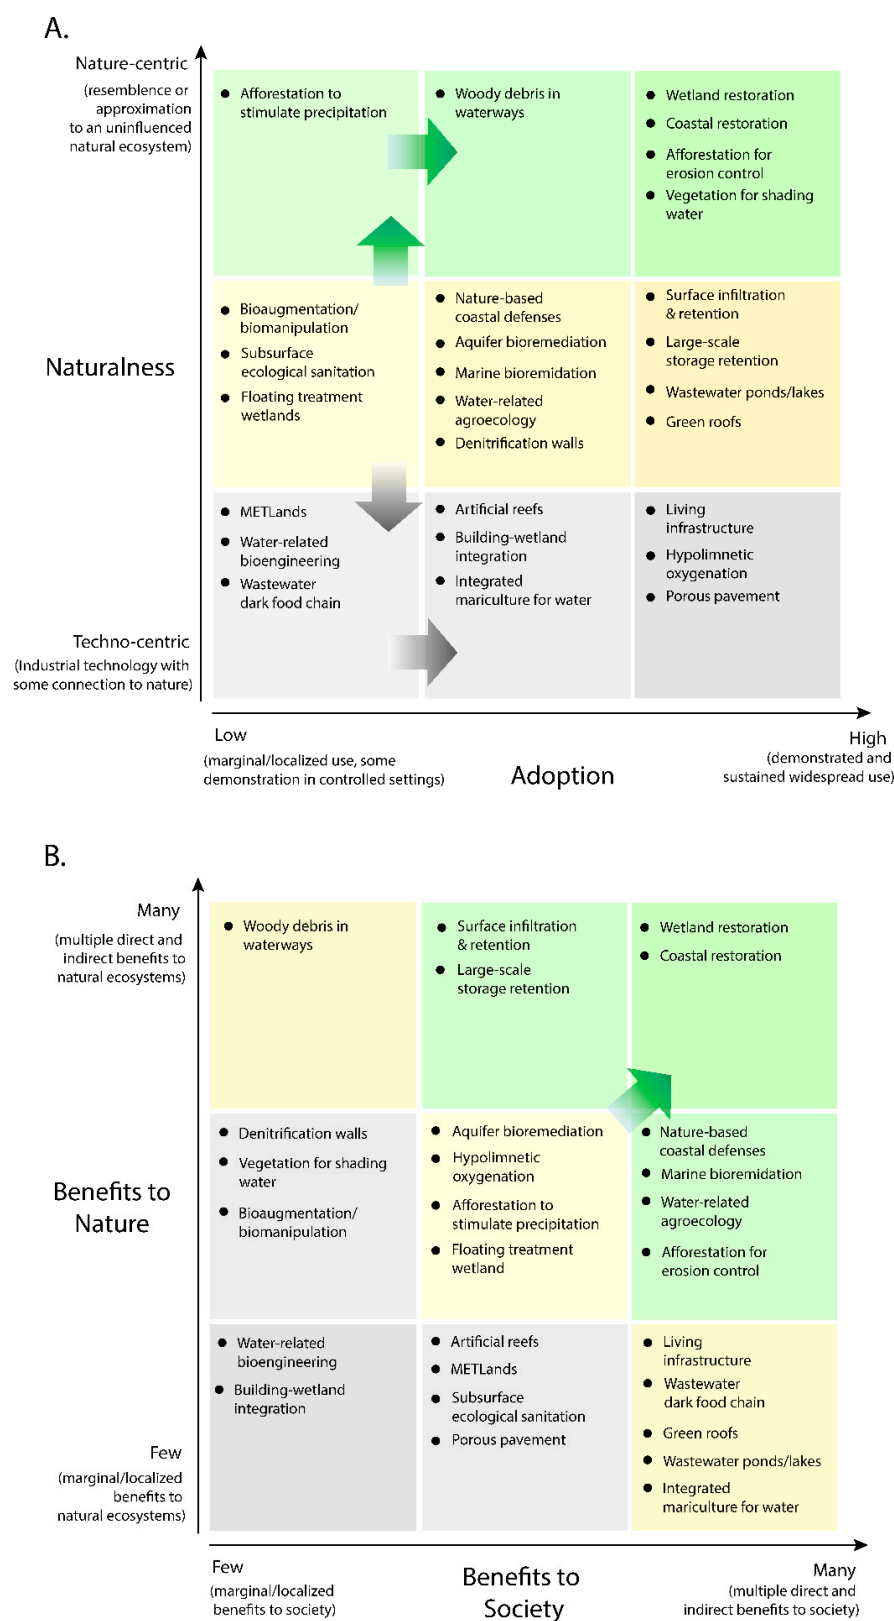 A.
Nature-centric
(resemblence or
approximation
to an uninfluenced
natural ecosystem)
Afforestation to
stimulate precipitation
Woody debris in
waterways
Wetland restoration
Coastal restoration
Afforestation for
erosion control
Vegetation for shading
water
Naturalness
Bioaugmentation/
biomanipulation
Subsurface
ecological sanitation
Floating treatment
wetlands
Nature-based
coastal defenses
Aquifer bioremediation
Marine bioremidation
Water-related
agroecology
Denitrification walls
Surface infiltration
& retention
Large-scale
storage retention
Wastewater ponds/lakes
Green roofs
METLands
Water-related
bioengineering
Wastewater
dark food chain
Artificial reefs
Building-wetland
integration
Integrated
mariculture for water
Living
infrastructure
Hypolimnetic
oxygenation
Porous pavement
Techno-centric
(Industrial technology with
some connection to nature)
Low
(marginal/localized use, some
demonstration in controlled settings)
Adoption
High
(demonstrated and
sustained widespread use)
B.
Many
(multiple direct and
indirect benefits to
natural ecosystems)
Woody debris in
waterways
Surface infiltration
& retention
Large-scale
storage retention
Wetland restoration
Coastal restoration
Benefits to
Nature
Denitrification walls
Vegetation for shading
water
Bioaugmentation/
biomanipulation
Aquifer bioremediation
Hypolimnetic
oxygenation
Afforestation to
stimulate precipitation
Floating treatment
wetland
Nature-based
coastal defenses
Marine bioremidation
Water-related
agroecology
Afforestation for
erosion control
Water-related
bioengineering
Building-wetland
integration
Artificial reefs
METLands
Subsurface
ecological sanitation
Porous pavement
Living
infrastructure
Wastewater
dark food chain
Green roofs
Wastewater ponds/lakes
Integrated
mariculture for water
Few
(marginal/localized
benefits to
natural ecosystems)
Few
(marginal/localized
benefits to society)
Benefits to
Society
Many
(multiple direct and
indirect benefits to society)